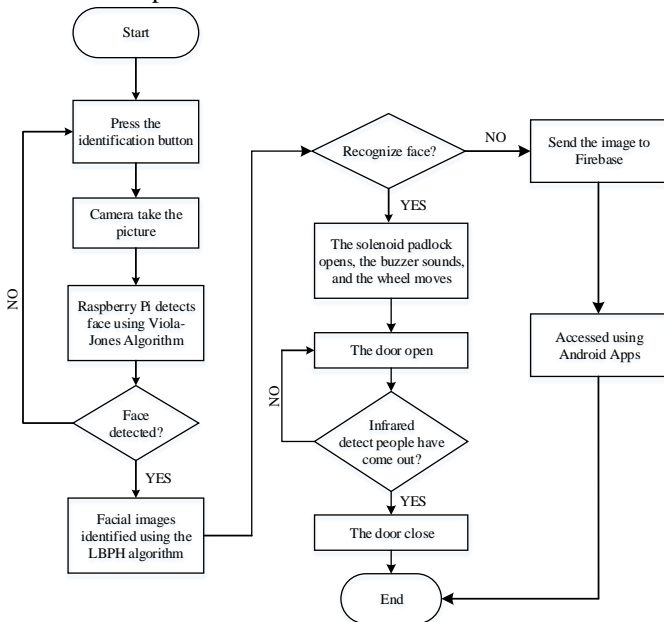 Start
Press the
identification button
Camera take the
picture
Raspberry Pi detects
face using Viola-
Jones Algorithm
NO
Face
detected?
YES
Facial images
identified using the
LBPH algorithm
Recognize face?
NO
YES
The solenoid padlock
opens, the buzzer sounds,
and the wheel moves
The door open
NO
Infrared
detect people have
come out?
YES
The door close
End
Send the image to
Firebase
Accessed using
Android Apps